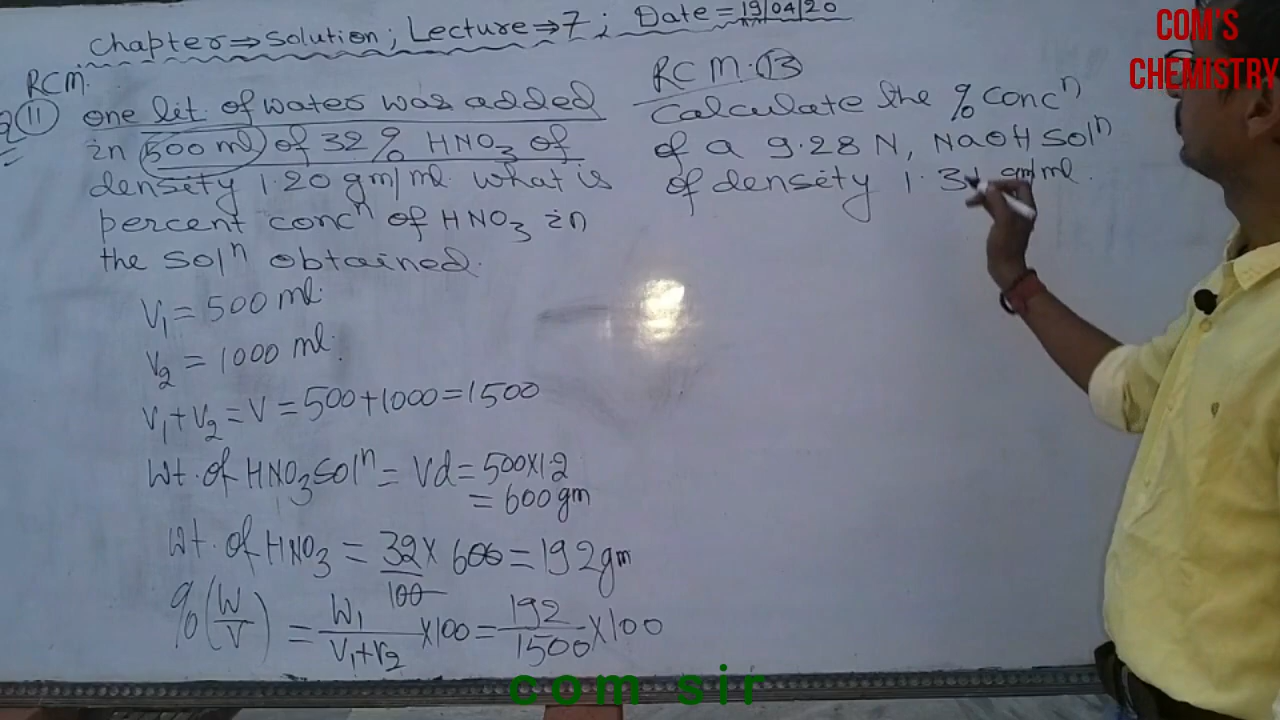 Chapter⇒Solution; Lecture⇒7; Date=19/04/20
COM'S
CHEMISTRY
RCM.
Q 11 one lit. of water was added
in 500 ml of 32% HNO3 of
density 1.20 gm/ml. what is
percent concn of HNO3 in
the soln obtained.
V1 = 500 ml.
V2 = 1000 ml.
V1+V2 = V = 500+1000 = 1500
Wt. of HNO3 soln = Vd = 500×1.2
= 600 gm
Wt. of HNO3 = 32/100 × 600 = 192 gm
% (W/V) = W1/V1+V2 ×100 = 192/1500 ×100
RCM. 13
Calculate the % concn
of a 9.28 N, NaOH soln
of density 1.3 gm/ml.
com sir